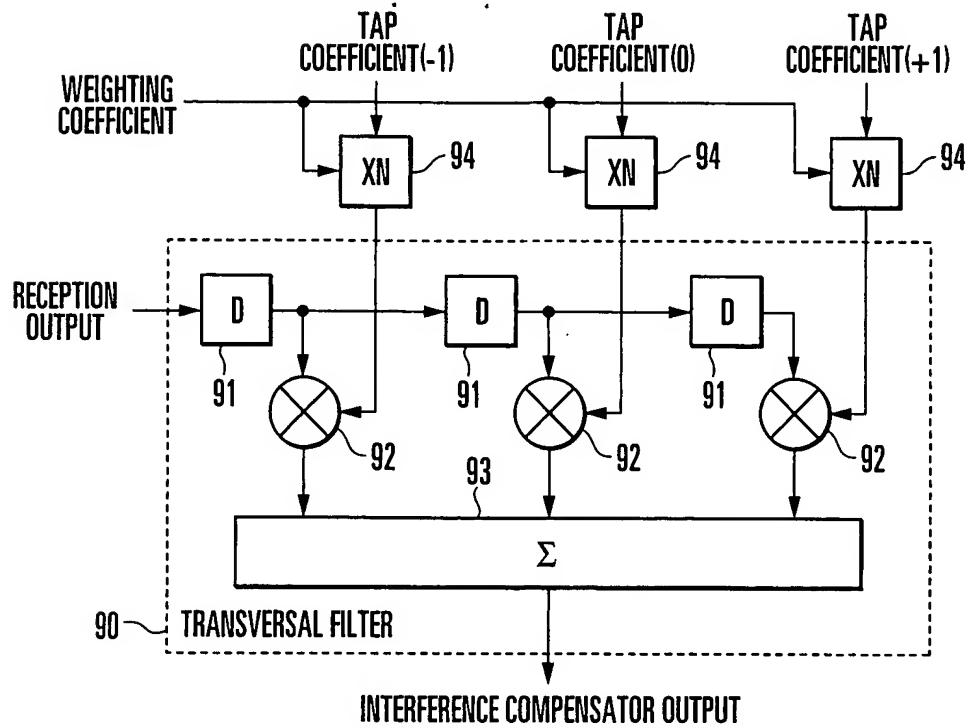 TAP
COEFFICIENT(-1)
TAP
COEFFICIENT(0)
TAP
COEFFICIENT(+1)
WEIGHTING
COEFFICIENT
XN
94
XN
94
XN
94
RECEPTION
OUTPUT
D
91
D
91
D
91
92
92
92
93
Σ
90
TRANSVERSAL FILTER
INTERFERENCE COMPENSATOR OUTPUT